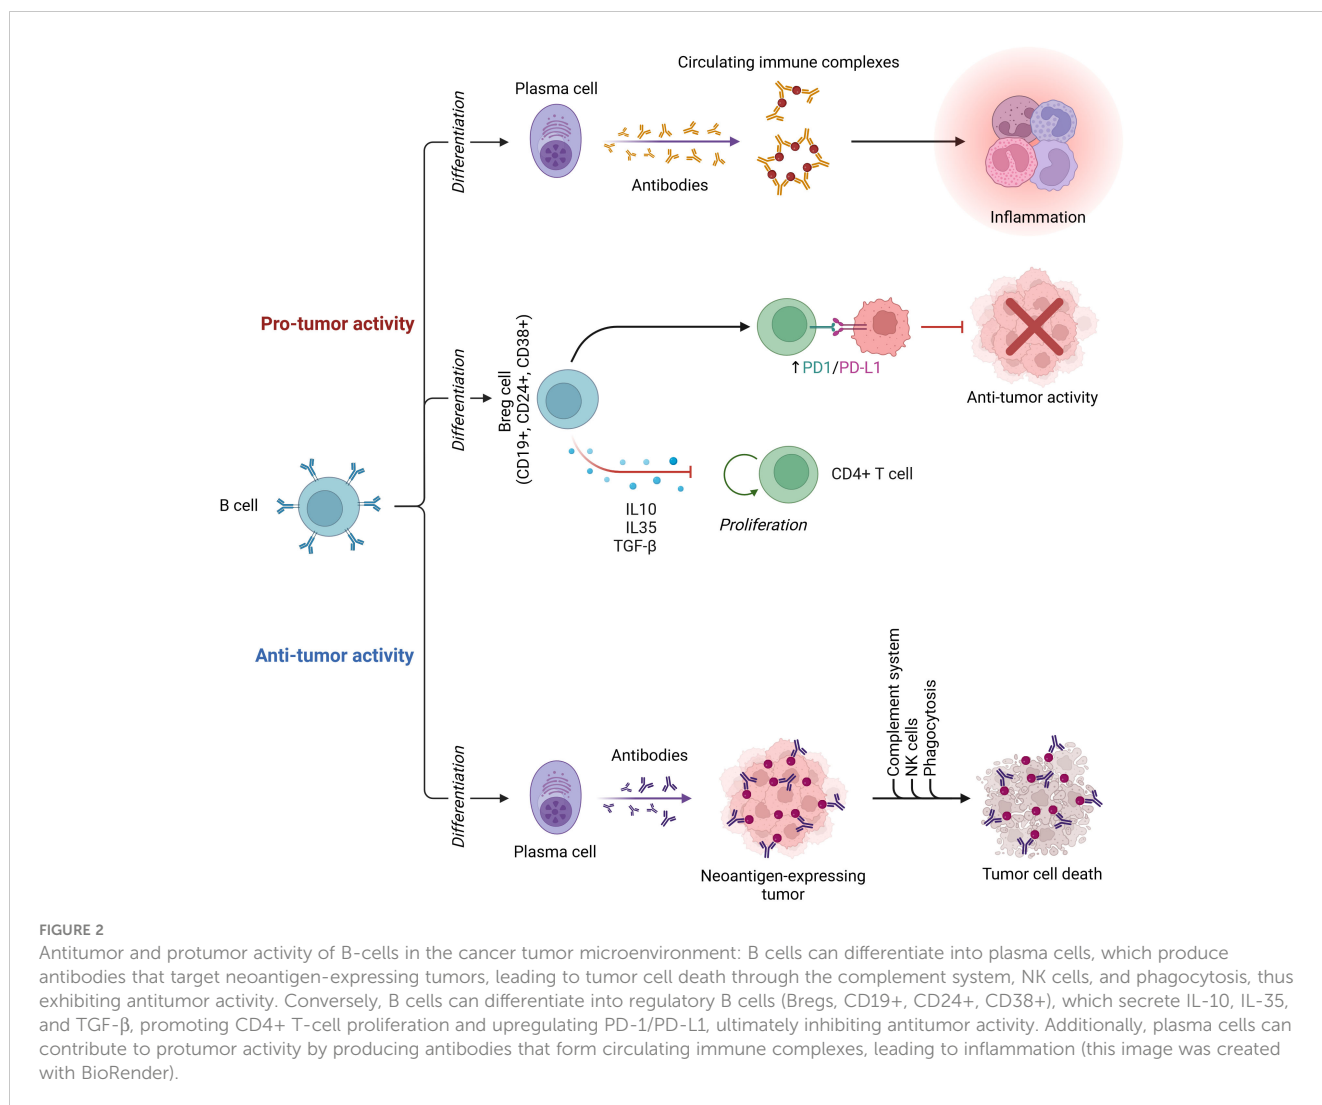 Circulating immune complexes
Plasma cell
Differentiation
Antibodies
Inflammation
Pro-tumor activity
Differentiation
Breg cell
(CD19+, CD24+, CD38+)
↑PD1/PD-L1
Anti-tumor activity
CD4+ T cell
B cell
IL10
IL35
TGF-β
Proliferation
Anti-tumor activity
Differentiation
Plasma cell
Antibodies
Neoantigen-expressing
tumor
Complement system
NK cells
Phagocytosis
Tumor cell death
FIGURE 2
Antitumor and protumor activity of B-cells in the cancer tumor microenvironment: B cells can differentiate into plasma cells, which produce
antibodies that target neoantigen-expressing tumors, leading to tumor cell death through the complement system, NK cells, and phagocytosis, thus
exhibiting antitumor activity. Conversely, B cells can differentiate into regulatory B cells (Bregs, CD19+, CD24+, CD38+), which secrete IL-10, IL-35,
and TGF-β, promoting CD4+ T-cell proliferation and upregulating PD-1/PD-L1, ultimately inhibiting antitumor activity. Additionally, plasma cells can
contribute to protumor activity by producing antibodies that form circulating immune complexes, leading to inflammation (this image was created
with BioRender).